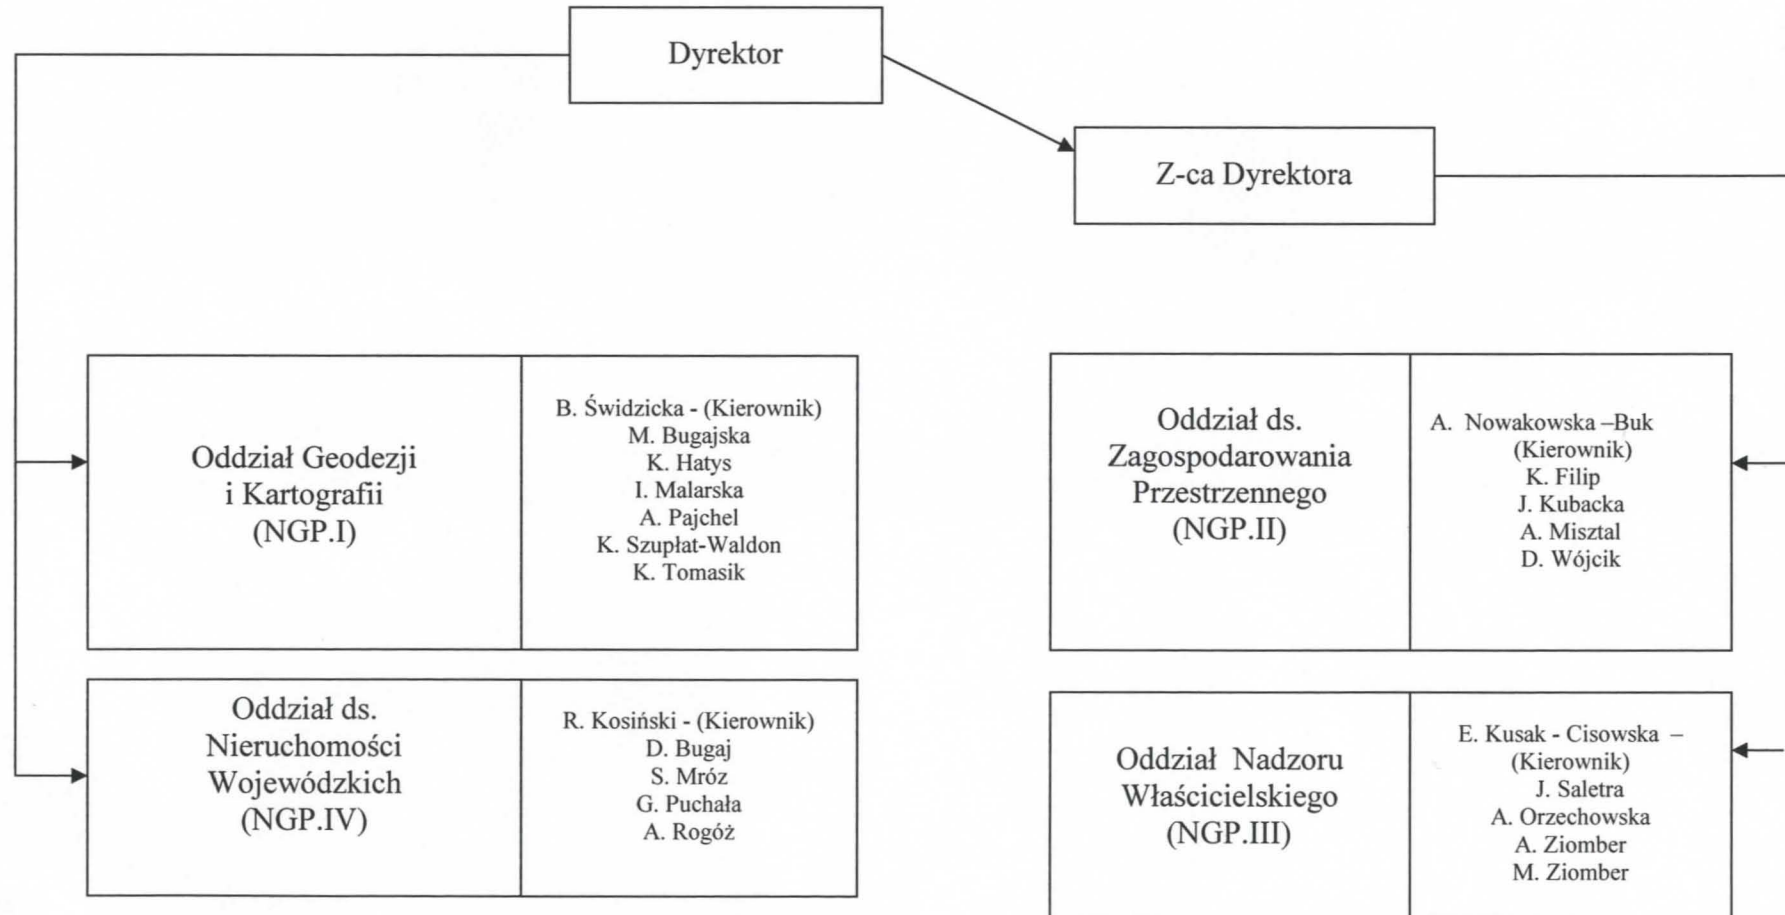 Dyrektor
Z-ca Dyrektora
Oddział Geodezji
i Kartografii
(NGP.I)
B. Świdzicka - (Kierownik)
M. Bugajska
K. Hatys
I. Malarska
A. Pajchel
K. Szupłat-Waldon
K. Tomasik
Oddział ds.
Zagospodarowania
Przestrzennego
(NGP.II)
A. Nowakowska –Buk
(Kierownik)
K. Filip
J. Kubacka
A. Misztal
D. Wójcik
Oddział ds.
Nieruchomości
Wojewódzkich
(NGP.IV)
R. Kosiński - (Kierownik)
D. Bugaj
S. Mróz
G. Puchała
A. Rogóż
Oddział Nadzoru
Właścicielskiego
(NGP.III)
E. Kusak - Cisowska –
(Kierownik)
J. Saletra
A. Orzechowska
A. Ziomber
M. Ziomber